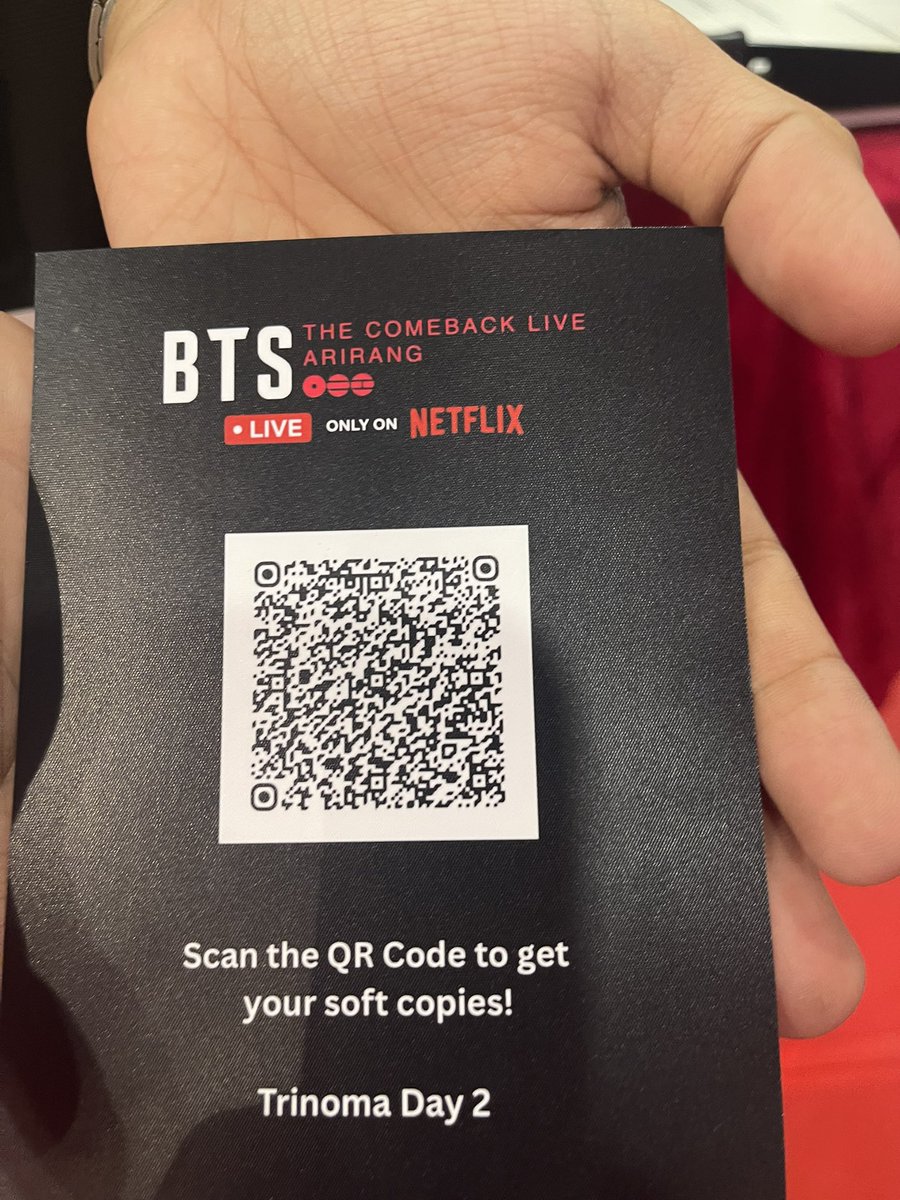 BTS THE COMEBACK LIVE
ARIRANG
LIVE ONLY ON NETFLIX
Scan the QR Code to get
your soft copies!
Trinoma Day 2